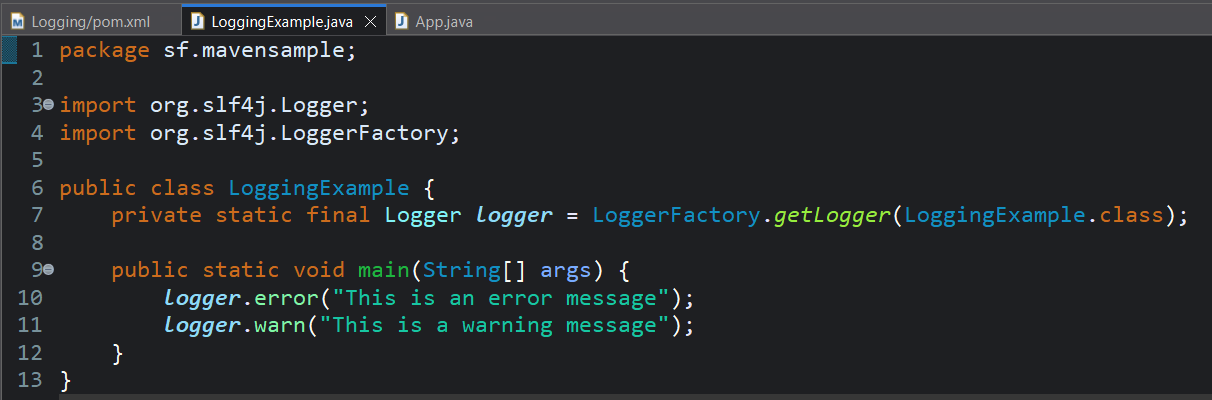 Logging/pom.xml LoggingExample.java App.java
1 package sf.mavensample;
2
3 import org.slf4j.Logger;
4 import org.slf4j.LoggerFactory;
5
6 public class LoggingExample {
7     private static final Logger logger = LoggerFactory.getLogger(LoggingExample.class);
8
9     public static void main(String[] args) {
10         logger.error("This is an error message");
11         logger.warn("This is a warning message");
12     }
13 }